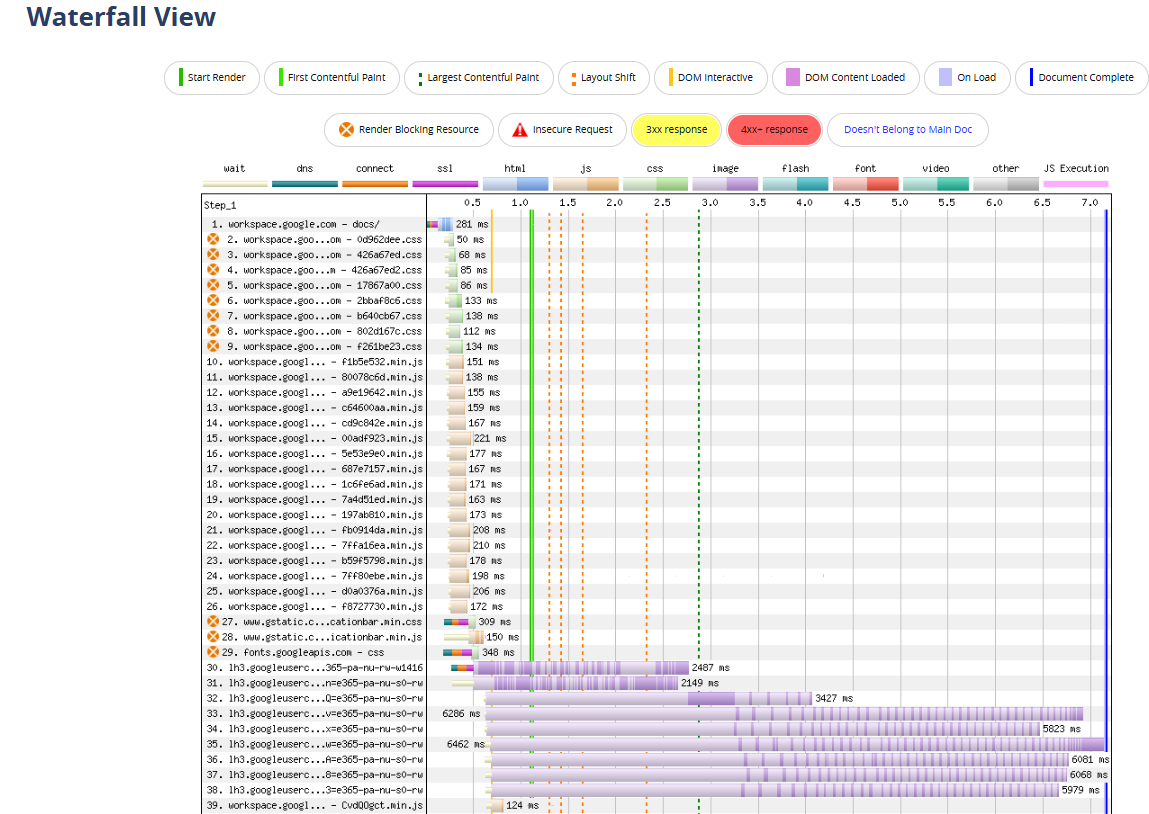 Waterfall View
Start Render First Contentful Paint Largest Contentful Paint Layout Shift DOM Interactive DOM Content Loaded On Load Document Complete
Render Blocking Resource Insecure Request 3xx response 4xx+ response Doesn't Belong to Main Doc
wait dns connect ssl html js css image flash font video other JS Execution
Step_1 0.5 1.0 1.5 2.0 2.5 3.0 3.5 4.0 4.5 5.0 5.5 6.0 6.5 7.0
1. workspace.google.com - docs/ 281 ms
2. workspace.goo...om - 0d962dee.css 50 ms
3. workspace.goo...om - 426a67ed.css 68 ms
4. workspace.goo...m - 426a67ed2.css 85 ms
5. workspace.goo...om - 17867a00.css 86 ms
6. workspace.goo...om - 2bbaf8c6.css 133 ms
7. workspace.goo...om - b640cb67.css 138 ms
8. workspace.goo...om - 802d167c.css 112 ms
9. workspace.goo...om - f261be23.css 134 ms
10. workspace.googl... - f1b5e532.min.js 151 ms
11. workspace.googl... - 80078c6d.min.js 138 ms
12. workspace.googl... - a9e19642.min.js 155 ms
13. workspace.googl... - c64600aa.min.js 159 ms
14. workspace.googl... - cd9c842e.min.js 167 ms
15. workspace.googl... - 00adf923.min.js 221 ms
16. workspace.googl... - 5e53e9e0.min.js 177 ms
17. workspace.googl... - 687e7157.min.js 167 ms
18. workspace.googl... - 1c6fe6ad.min.js 171 ms
19. workspace.googl... - 7a4d51ed.min.js 163 ms
20. workspace.googl... - 197ab810.min.js 173 ms
21. workspace.googl... - fb0914da.min.js 208 ms
22. workspace.googl... - 7ffa16ea.min.js 210 ms
23. workspace.googl... - b59f5798.min.js 178 ms
24. workspace.googl... - 7ff80ebe.min.js 198 ms
25. workspace.googl... - d0a0376a.min.js 206 ms
26. workspace.googl... - f8727730.min.js 172 ms
27. www.gstatic.c...cationbar.min.css 309 ms
28. www.gstatic.c...icationbar.min.js 150 ms
29. fonts.googleapis.com - css 348 ms
30. lh3.googleuserc...365-pa-nu-rw-w1416 2487 ms
31. lh3.googleuserc...n=e365-pa-nu-s0-rw 2149 ms
32. lh3.googleuserc...Q=e365-pa-nu-s0-rw 3427 ms
33. lh3.googleuserc...v=e365-pa-nu-s0-rw 6286 ms
34. lh3.googleuserc...x=e365-pa-nu-s0-rw 5823 ms
35. lh3.googleuserc...w=e365-pa-nu-s0-rw 6462 ms
36. lh3.googleuserc...A=e365-pa-nu-s0-rw 6081 ms
37. lh3.googleuserc...8=e365-pa-nu-s0-rw 6068 ms
38. lh3.googleuserc...3=e365-pa-nu-s0-rw 5979 ms
39. workspace.googl... - CvdQ0gct.min.js 124 ms